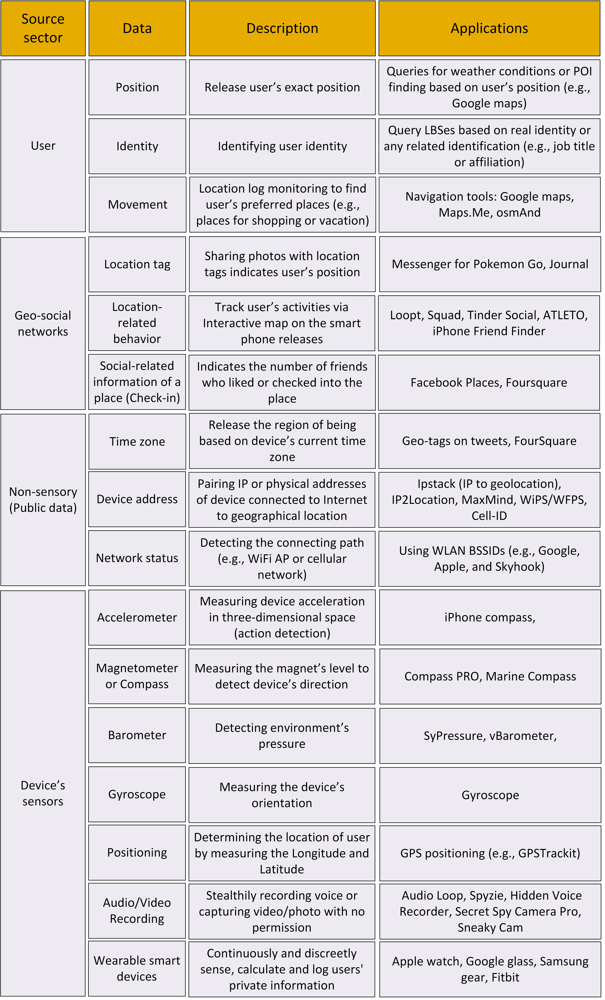 Source
sector
Data
Description
Applications
User
Position
Release user’s exact position
Queries for weather conditions or POI
finding based on user’s position (e.g.,
Google maps)
Identity
Identifying user identity
Query LBSes based on real identity or
any related identification (e.g., job title
or affiliation)
Movement
Location log monitoring to find
user’s preferred places (e.g.,
places for shopping or vacation)
Navigation tools: Google maps,
Maps.Me, osmAnd
Geo-social
networks
Location tag
Sharing photos with location
tags indicates user’s position
Messenger for Pokemon Go, Journal
Location-
related
behavior
Track user’s activities via
Interactive map on the smart
phone releases
Loopt, Squad, Tinder Social, ATLETO,
iPhone Friend Finder
Social-related
information of a
place (Check-in)
Indicates the number of friends
who liked or checked into the
place
Facebook Places, Foursquare
Non-sensory
(Public data)
Time zone
Release the region of being
based on device’s current time
zone
Geo-tags on tweets, FourSquare
Device address
Pairing IP or physical addresses
of device connected to Internet
to geographical location
Ipstack (IP to geolocation),
IP2Location, MaxMind, WiPS/WFPS,
Cell-ID
Network status
Detecting the connecting path
(e.g., WiFi AP or cellular
network)
Using WLAN BSSIDs (e.g., Google,
Apple, and Skyhook)
Device’s
sensors
Accelerometer
Measuring device acceleration
in three-dimensional space
(action detection)
iPhone compass,
Magnetometer
or Compass
Measuring the magnet’s level to
detect device’s direction
Compass PRO, Marine Compass
Barometer
Detecting environment’s
pressure
SyPressure, vBarometer,
Gyroscope
Measuring the device’s
orientation
Gyroscope
Positioning
Determining the location of user
by measuring the Longitude and
Latitude
GPS positioning (e.g., GPSTrackit)
Audio/Video
Recording
Stealthily recording voice or
capturing video/photo with no
permission
Audio Loop, Spyzie, Hidden Voice
Recorder, Secret Spy Camera Pro,
Sneaky Cam
Wearable smart
devices
Continuously and discreetly
sense, calculate and log users'
private information
Apple watch, Google glass, Samsung
gear, Fitbit